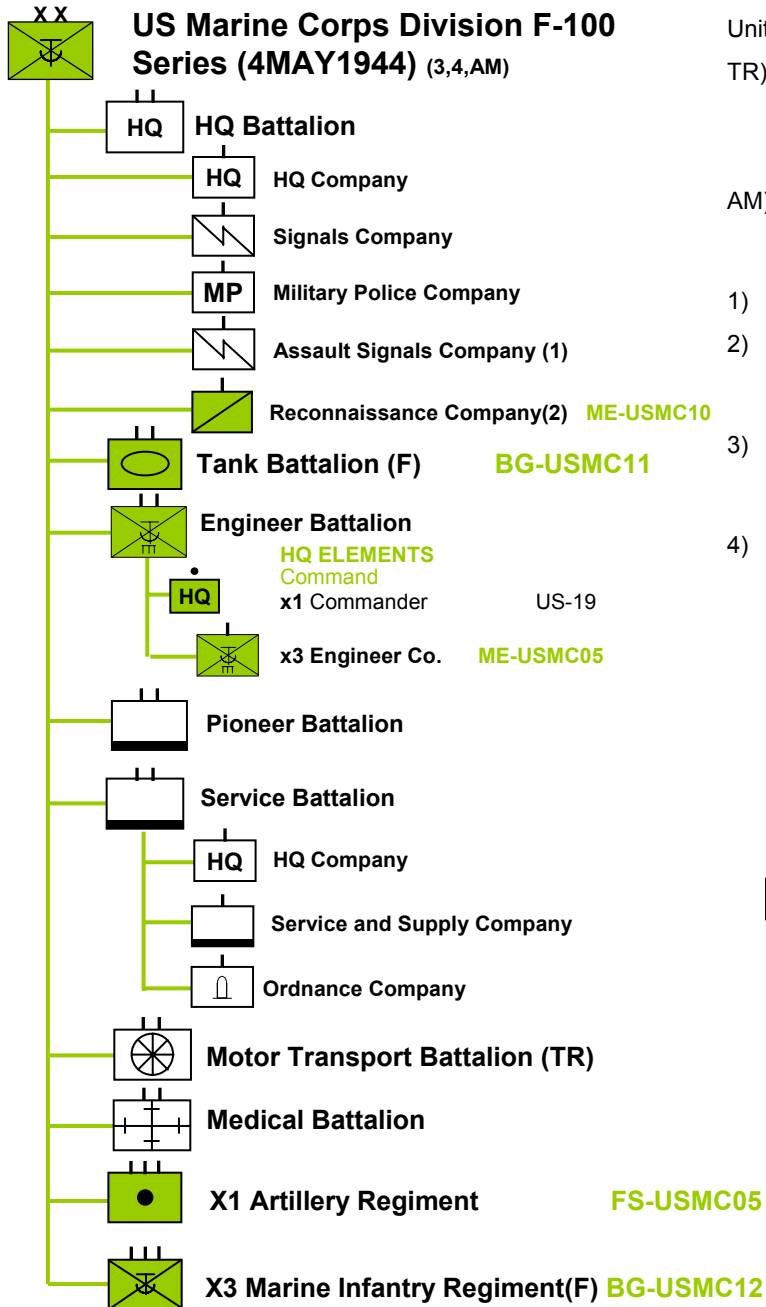 X X
US Marine Corps Division F-100
Series (4MAY1944) (3,4,AM)
HQ
HQ Battalion
HQ
HQ Company
Signals Company
MP
Military Police Company
Assault Signals Company (1)
Reconnaissance Company(2) ME-USMC10
Tank Battalion (F) BG-USMC11
Engineer Battalion
HQ ELEMENTS
Command
HQ
x1 Commander US-19
x3 Engineer Co. ME-USMC05
Pioneer Battalion
Service Battalion
HQ
HQ Company
Service and Supply Company
Ordnance Company
Motor Transport Battalion (TR)
Medical Battalion
X1 Artillery Regiment FS-USMC05
X3 Marine Infantry Regiment(F) BG-USMC12
TR)
AM)
1)
2)
3)
4)